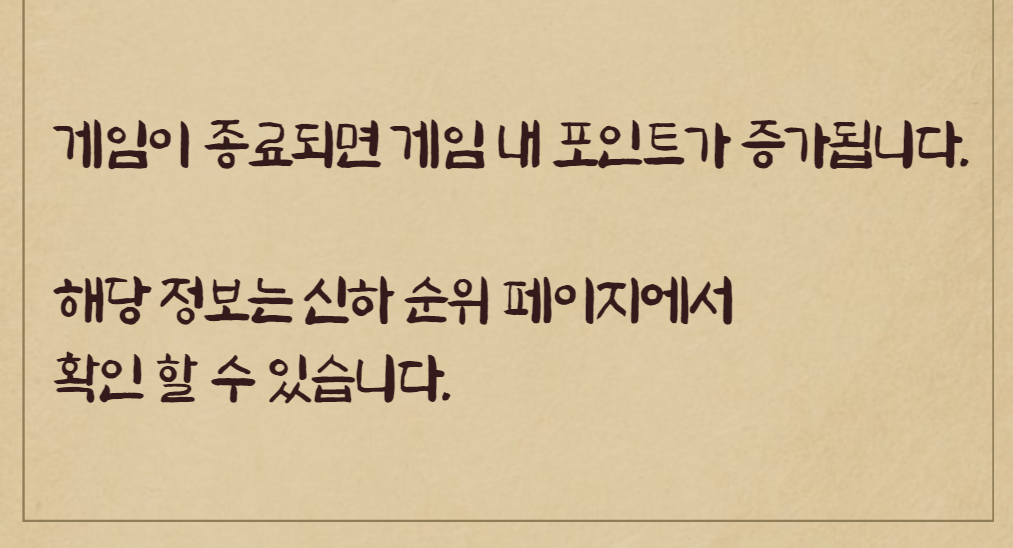 게임이 종료되면 게임 내 포인트가 증가됩니다.
해당 정보는 신하 순위 페이지에서
확인 할 수 있습니다.